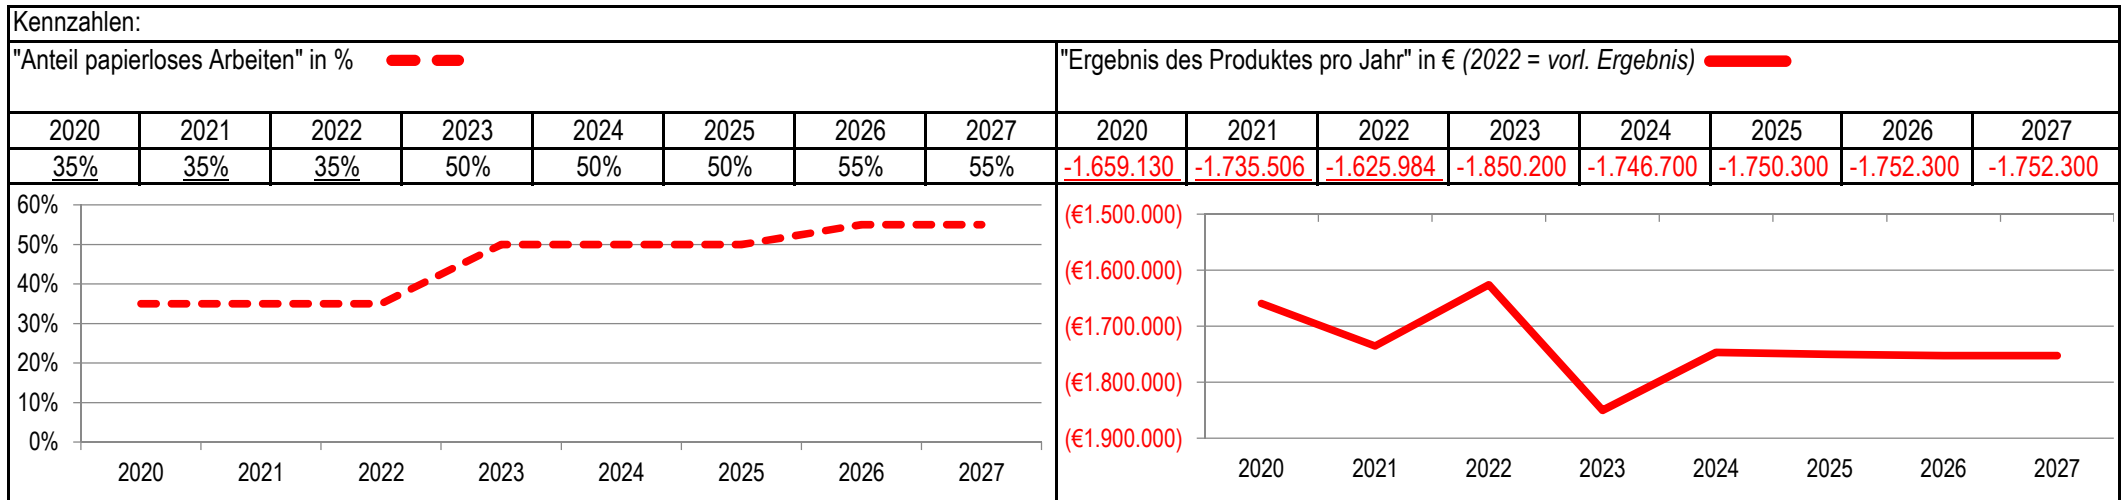 Kennzahlen:
"Anteil papierloses Arbeiten" in %
"Ergebnis des Produktes pro Jahr" in € (2022 = vorl. Ergebnis)
2020 2021 2022 2023 2024 2025 2026 2027
35% 35% 35% 50% 50% 50% 55% 55%
2020 2021 2022 2023 2024 2025 2026 2027
-1.659.130 -1.735.506 -1.625.984 -1.850.200 -1.746.700 -1.750.300 -1.752.300 -1.752.300
60%
50%
40%
30%
20%
10%
0%
2020 2021 2022 2023 2024 2025 2026 2027
(€1.500.000)
(€1.600.000)
(€1.700.000)
(€1.800.000)
(€1.900.000)
2020 2021 2022 2023 2024 2025 2026 2027